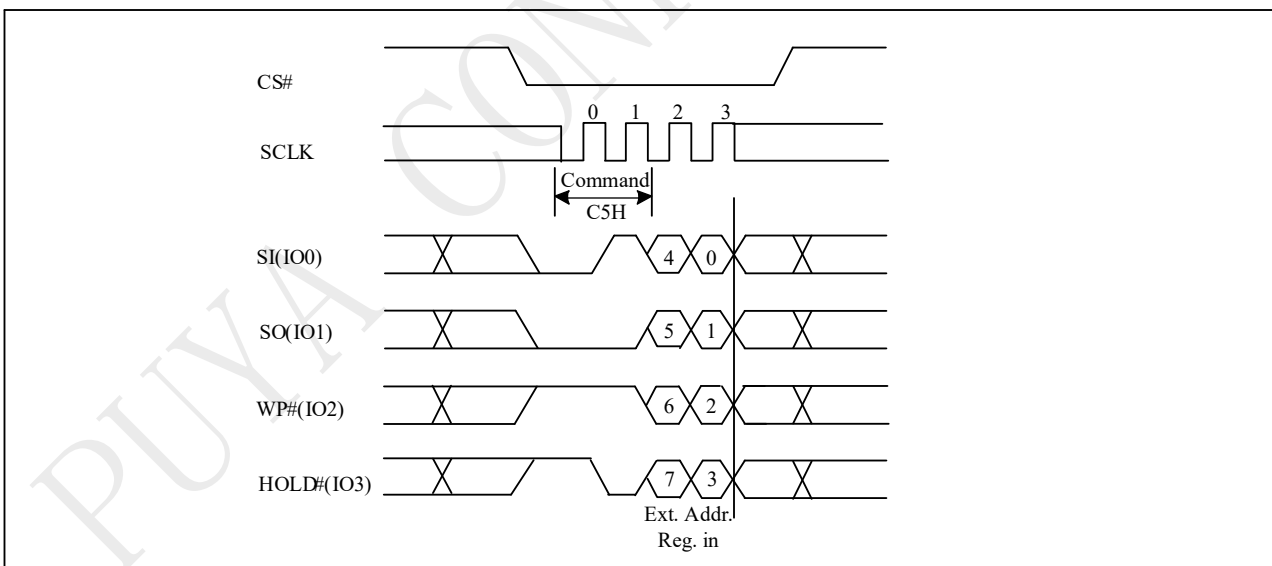 CS#
0 1 2 3
SCLK
Command
C5H
SI(IO0) 4 0
SO(IO1) 5 1
WP#(IO2) 6 2
HOLD#(IO3) 7 3
Ext. Addr.
Reg. in
PUYA CON